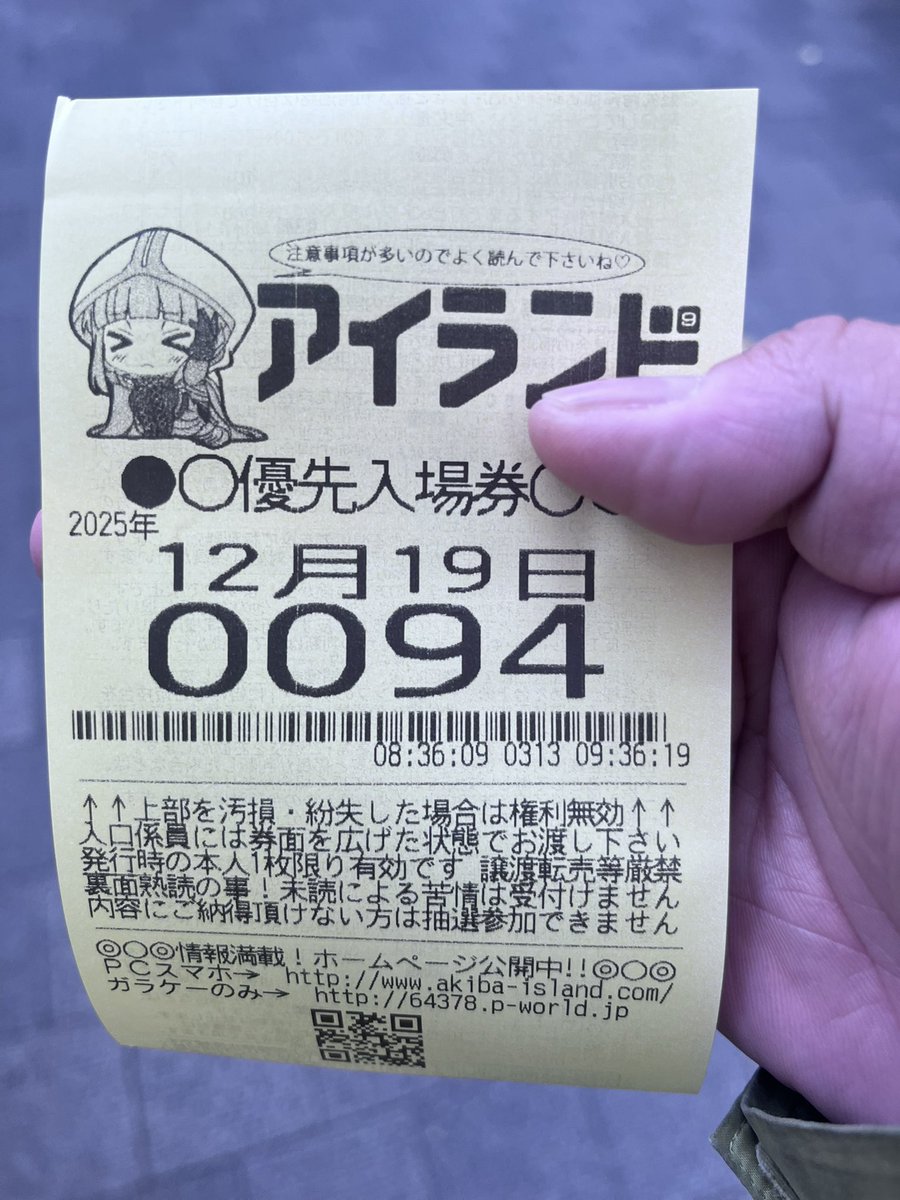 注意事項が多いのでよく読んで下さいね♡
アイランド
●○優先入場券○
2025年
12月19日
0094
08:36:09 0313 09:36:19
↑↑上部を汚損・紛失した場合は権利無効↑↑
入口係員には券面を広げた状態でお渡し下さい
発行時の本人1枚限り有効です 譲渡転売等厳禁
裏面熟読の事！未読による苦情は受付けません
内容にご納得頂けない方は抽選参加できません
◎○◎情報満載！ホームページ公開中!!◎○◎
PCスマホ→ http://www.akiba-island.com/
ガラケーのみ→ http://64378.p-world.jp